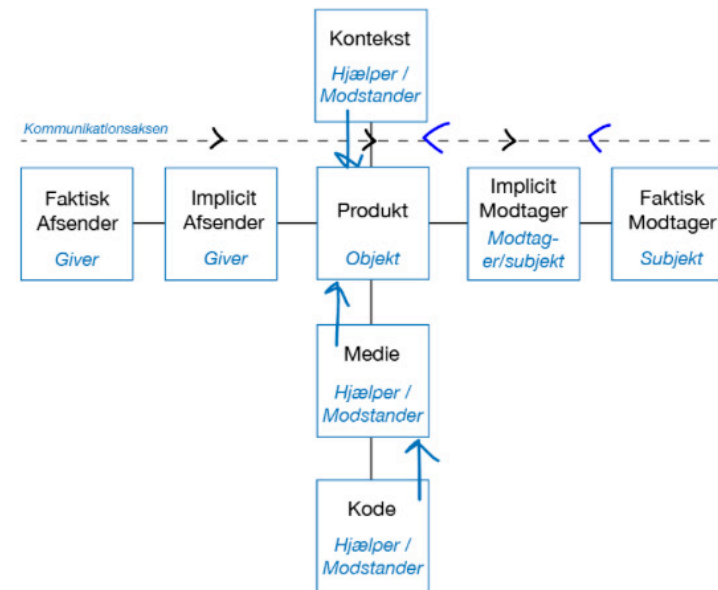 Kontekst
Hjælper /
Modstander
Kommunikationsaksen
Faktisk
Afsender
Giver
Implicit
Afsender
Giver
Produkt
Objekt
Implicit
Modtager
Modtag-
er/subjekt
Faktisk
Modtager
Subjekt
Medie
Hjælper /
Modstander
Kode
Hjælper /
Modstander